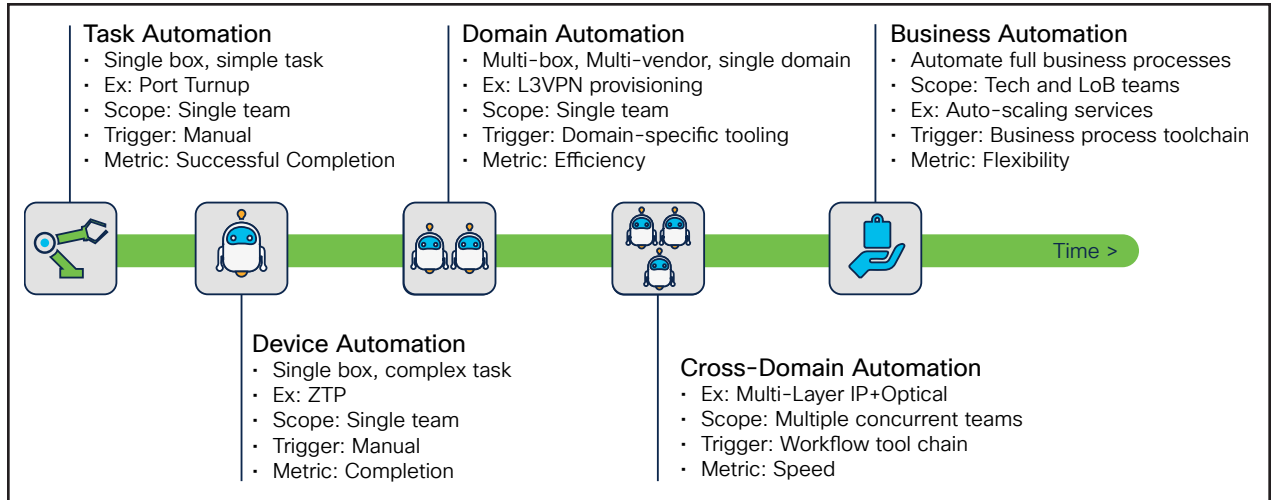 Task Automation
· Single box, simple task
· Ex: Port Turnup
· Scope: Single team
· Trigger: Manual
· Metric: Successful Completion
Domain Automation
· Multi-box, Multi-vendor, single domain
· Ex: L3VPN provisioning
· Scope: Single team
· Trigger: Domain-specific tooling
· Metric: Efficiency
Business Automation
· Automate full business processes
· Scope: Tech and LoB teams
· Ex: Auto-scaling services
· Trigger: Business process toolchain
· Metric: Flexibility
Time >
Device Automation
· Single box, complex task
· Ex: ZTP
· Scope: Single team
· Trigger: Manual
· Metric: Completion
Cross-Domain Automation
· Ex: Multi-Layer IP+Optical
· Scope: Multiple concurrent teams
· Trigger: Workflow tool chain
· Metric: Speed